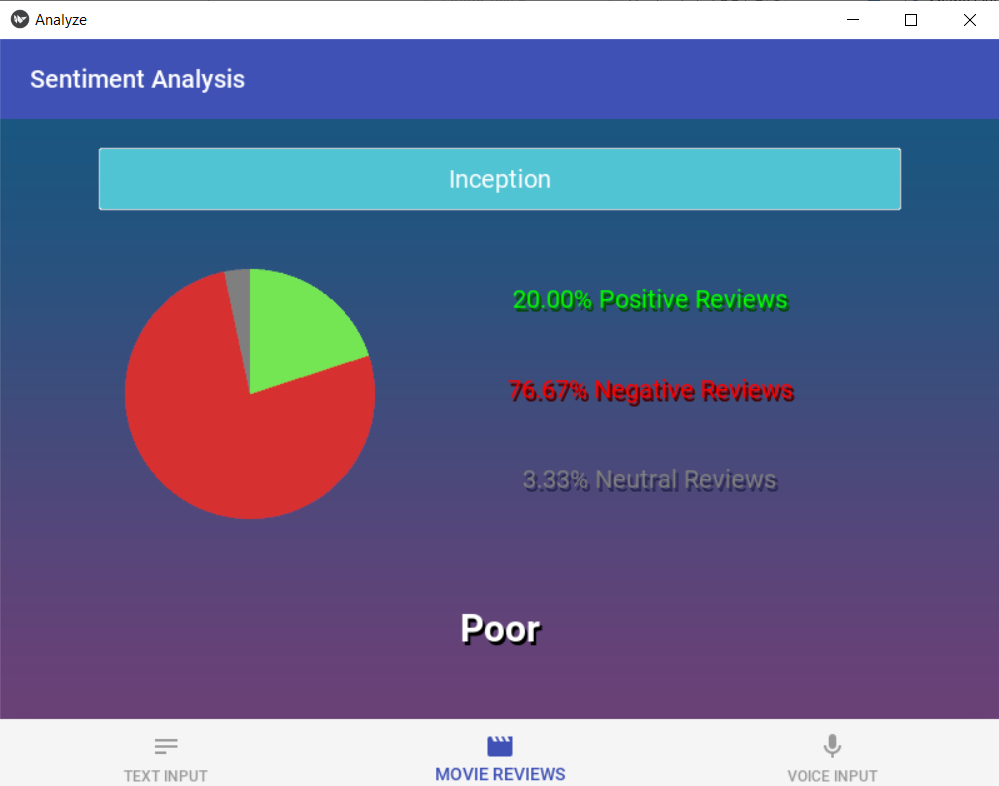 Analyze
Sentiment Analysis
Inception
20.00% Positive Reviews
76.67% Negative Reviews
3.33% Neutral Reviews
Poor
TEXT INPUT
MOVIE REVIEWS
VOICE INPUT